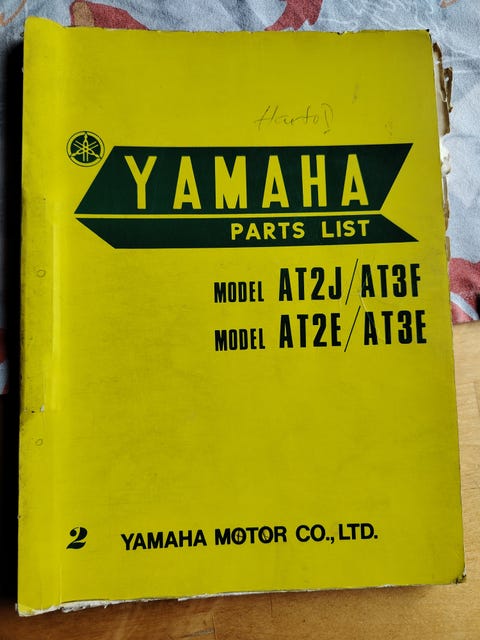 YAMAHA
PARTS LIST
MODEL AT2J/AT3F
MODEL AT2E/AT3E
2 YAMAHA MOTOR CO., LTD.